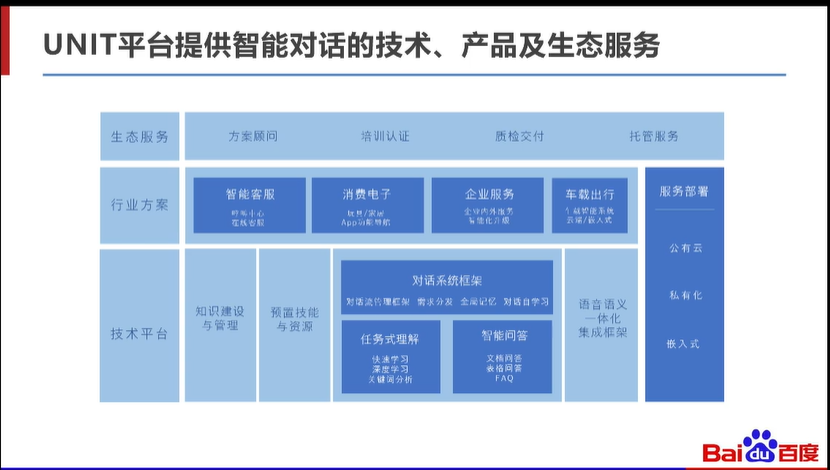 UNIT平台提供智能对话的技术、产品及生态服务
生态服务
方案顾问
培训认证
质检交付
托管服务
行业方案
智能客服
呼叫中心
在线客服
消费电子
玩具/家居
App功能导航
企业服务
企业内外服务
智能化升级
车载出行
车载智能系统
云端/嵌入式
服务部署
公有云
私有化
嵌入式
技术平台
知识建设
与管理
预置技能
与资源
对话系统框架
对话流管理框架 需求分发 全局记忆 对话自学习
任务式理解
快速学习
深度学习
关键词分析
智能问答
文档问答
表格问答
FAQ
语音语义
一体化
集成框架
Baidu百度